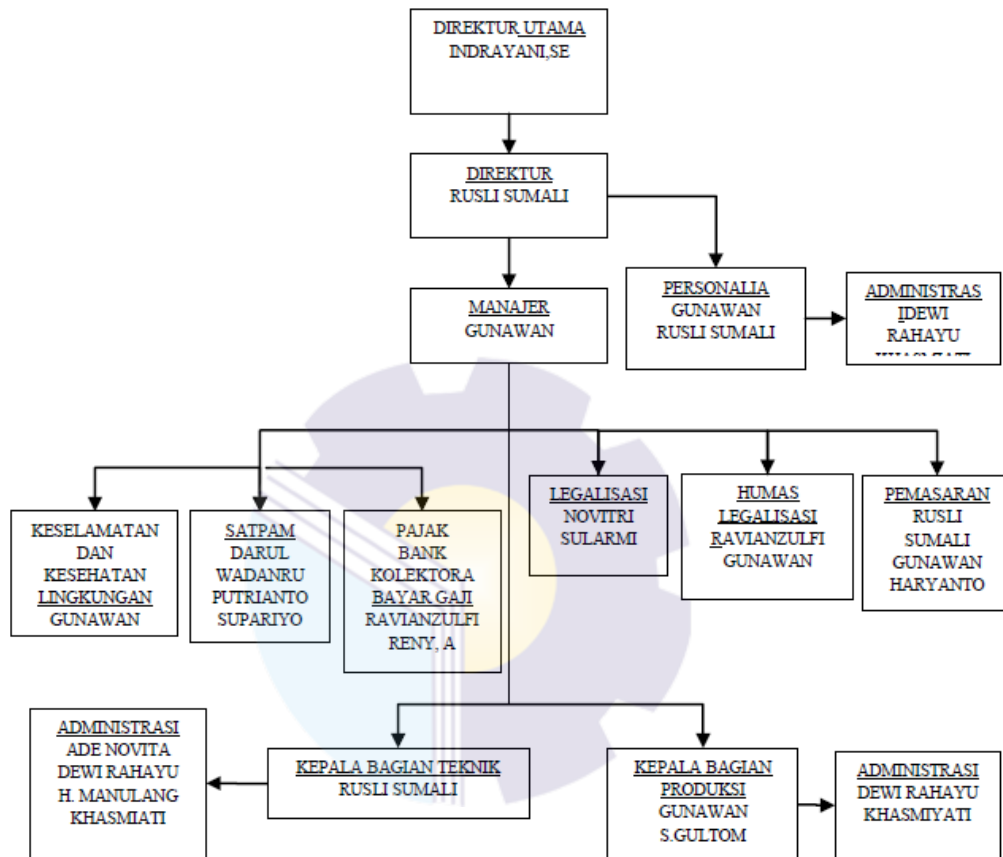 DIREKTUR UTAMA
INDRAYANI,SE
DIREKTUR
RUSLI SUMALI
MANAJER
GUNAWAN
PERSONALIA
GUNAWAN
RUSLI SUMALI
ADMINISTRAS
IDEWI
RAHAYU
KESELAMATAN
DAN
KESEHATAN
LINGKUNGAN
GUNAWAN
SATPAM
DARUL
WADANRU
PUTRIANTO
SUPARIYO
PAJAK
BANK
KOLEKTORA
BAYAR GAJI
RAVIANZULFI
RENY, A
LEGALISASI
NOVITRI
SULARMI
HUMAS
LEGALISASI
RAVIANZULFI
GUNAWAN
PEMASARAN
RUSLI
SUMALI
GUNAWAN
HARYANTO
ADMINISTRASI
ADE NOVITA
DEWI RAHAYU
H. MANULANG
KHASMIATI
KEPALA BAGIAN TEKNIK
RUSLI SUMALI
KEPALA BAGIAN
PRODUKSI
GUNAWAN
S.GULTOM
ADMINISTRASI
DEWI RAHAYU
KHASMIYATI